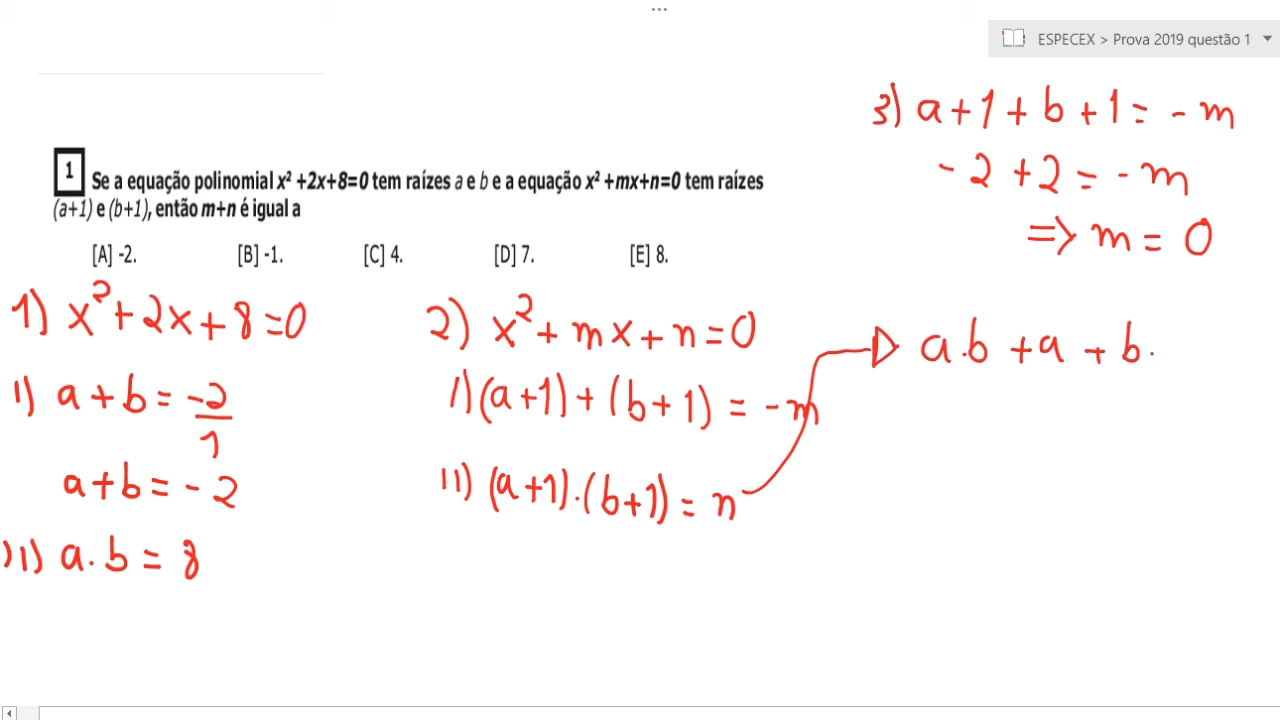 ...
ESPECEX > Prova 2019 questão 1
1 Se a equação polinomial x² +2x+8=0 tem raízes a e b e a equação x² +mx+n=0 tem raízes
(a+1) e (b+1), então m+n é igual a
[A] -2. [B] -1. [C] 4. [D] 7. [E] 8.
1) x² + 2x + 8 = 0
I) a + b = -2/1
a + b = - 2
II) a . b = 8
2) x² + mx + n = 0
I) (a + 1) + (b + 1) = - m
II) (a + 1) . (b + 1) = n
3) a + 1 + b + 1 = - m
- 2 + 2 = - m
=> m = 0
a.b + a + b.